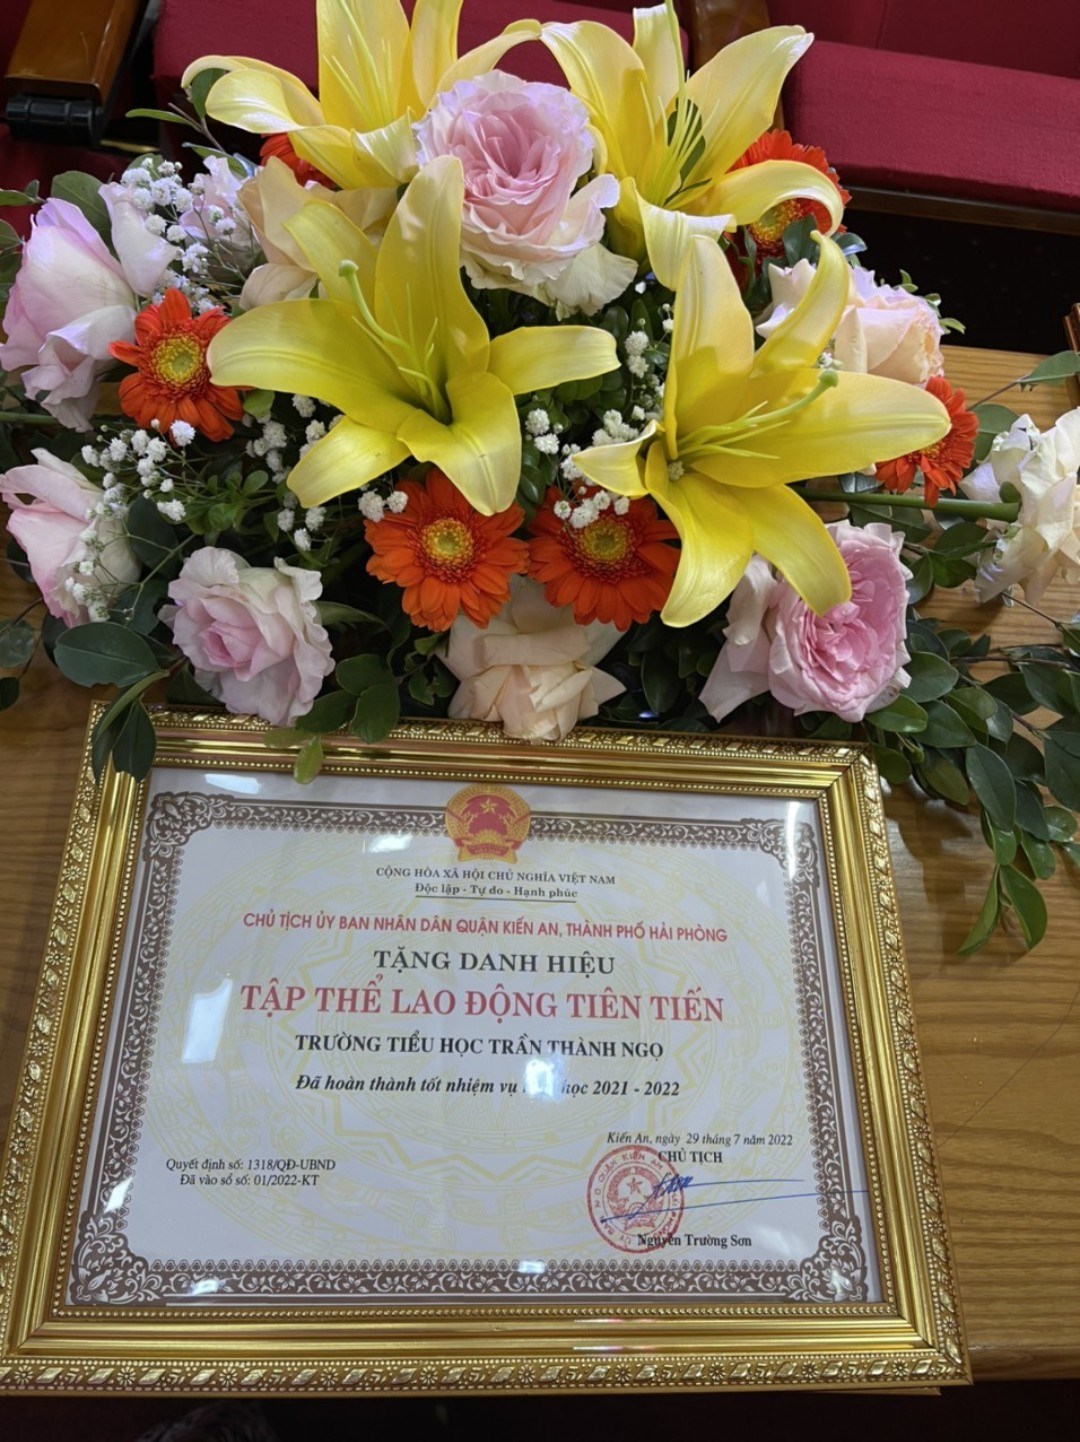 CỘNG HÒA XÃ HỘI CHỦ NGHĨA VIỆT NAM
Độc lập - Tự do - Hạnh phúc
CHỦ TỊCH ỦY BAN NHÂN DÂN QUẬN KIẾN AN, THÀNH PHỐ HẢI PHÒNG
TẶNG DANH HIỆU
TẬP THỂ LAO ĐỘNG TIÊN TIẾN
TRƯỜNG TIỂU HỌC TRẦN THÀNH NGỌ
Đã hoàn thành tốt nhiệm vụ học 2021 - 2022
Kiến An, ngày 29 tháng 7 năm 2022
CHỦ TỊCH
Quyết định số: 1318/QĐ-UBND
Đã vào sổ số: 01/2022-KT
Nguyễn Trường Sơn